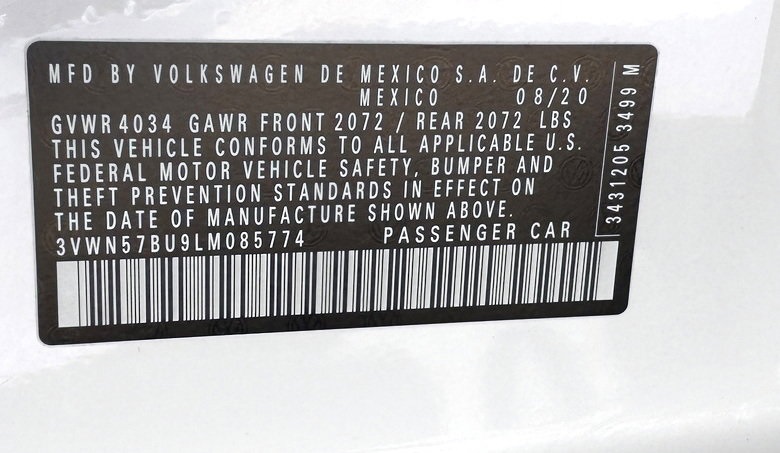 MFD BY VOLKSWAGEN DE MEXICO S.A. DE C.V.
MEXICO 08/20
GVWR 4034 GAWR FRONT 2072 / REAR 2072 LBS
THIS VEHICLE CONFORMS TO ALL APPLICABLE U.S.
FEDERAL MOTOR VEHICLE SAFETY, BUMPER AND
THEFT PREVENTION STANDARDS IN EFFECT ON
THE DATE OF MANUFACTURE SHOWN ABOVE.
3VWN57BU9LM085774 PASSENGER CAR
3431205 3499 M